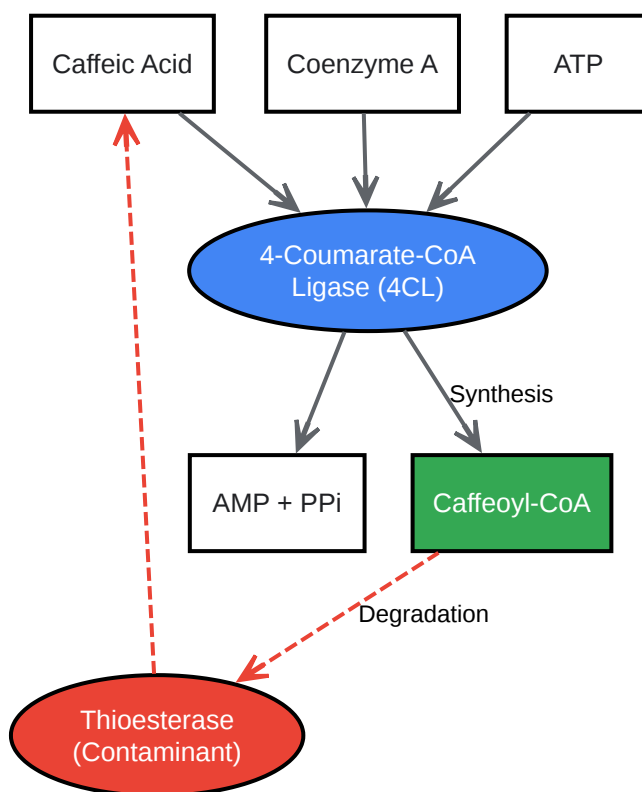 Caffeic Acid
Coenzyme A
ATP
4-Coumarate-CoA
Ligase (4CL)
Synthesis
AMP + PPi
Caffeoyl-CoA
Degradation
Thioesterase
(Contaminant)